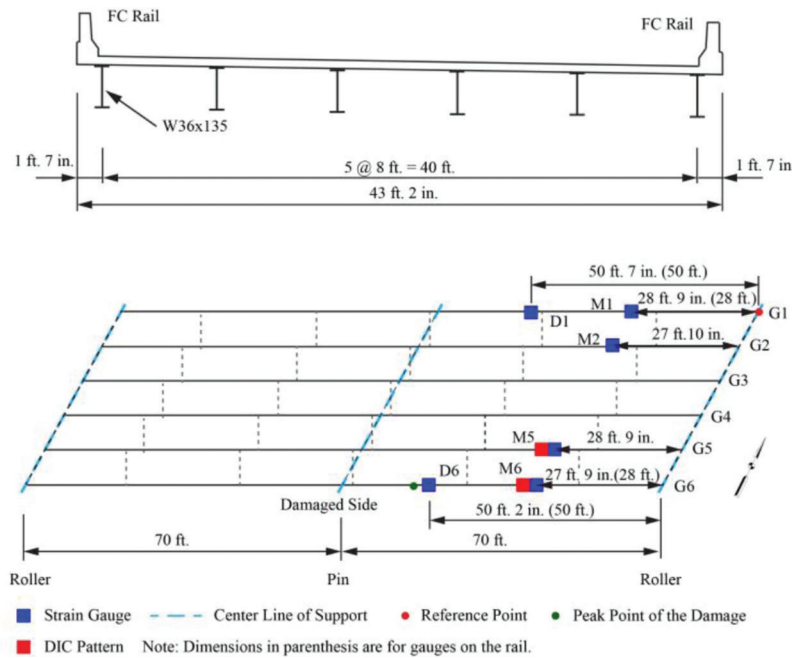 FC Rail
FC Rail
W36x135
1 ft. 7 in.
5 @ 8 ft. = 40 ft.
1 ft. 7 in
43 ft. 2 in.
50 ft. 7 in. (50 ft.)
M1
28 ft. 9 in. (28 ft.)
G1
D1
M2
27 ft.10 in.
G2
G3
G4
M5
28 ft. 9 in.
G5
D6
M6
27 ft. 9 in.(28 ft.)
G6
Damaged Side
50 ft. 2 in. (50 ft.)
70 ft.
70 ft.
Roller
Pin
Roller
Strain Gauge
Center Line of Support
Reference Point
Peak Point of the Damage
DIC Pattern
Note: Dimensions in parenthesis are for gauges on the rail.